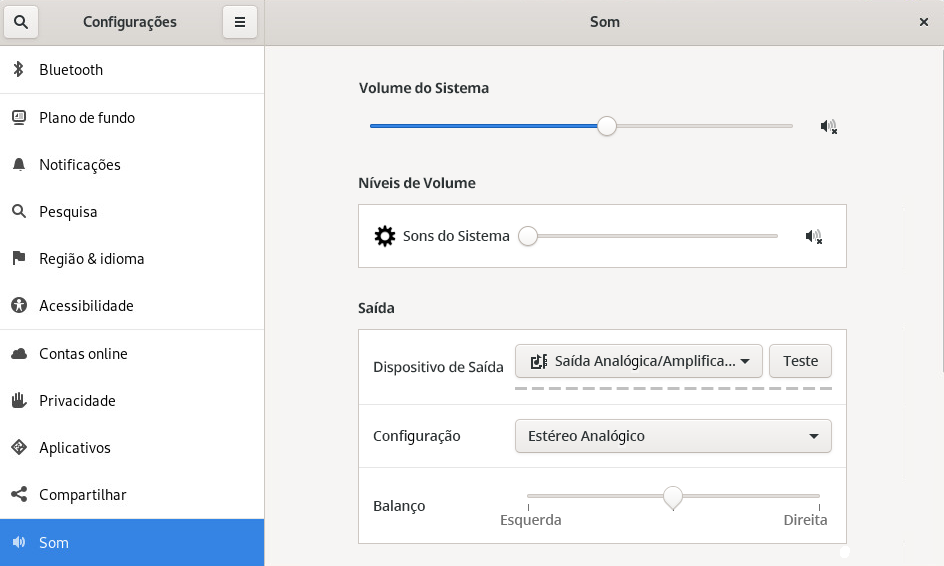 Configurações
Som
Bluetooth
Plano de fundo
Notificações
Pesquisa
Região & idioma
Acessibilidade
Contas online
Privacidade
Aplicativos
Compartilhar
Som
Volume do Sistema
Níveis de Volume
Sons do Sistema
Saída
Dispositivo de Saída
Saída Analógica/Amplifica...
Teste
Configuração
Estéreo Analógico
Balanço
Esquerda
Direita